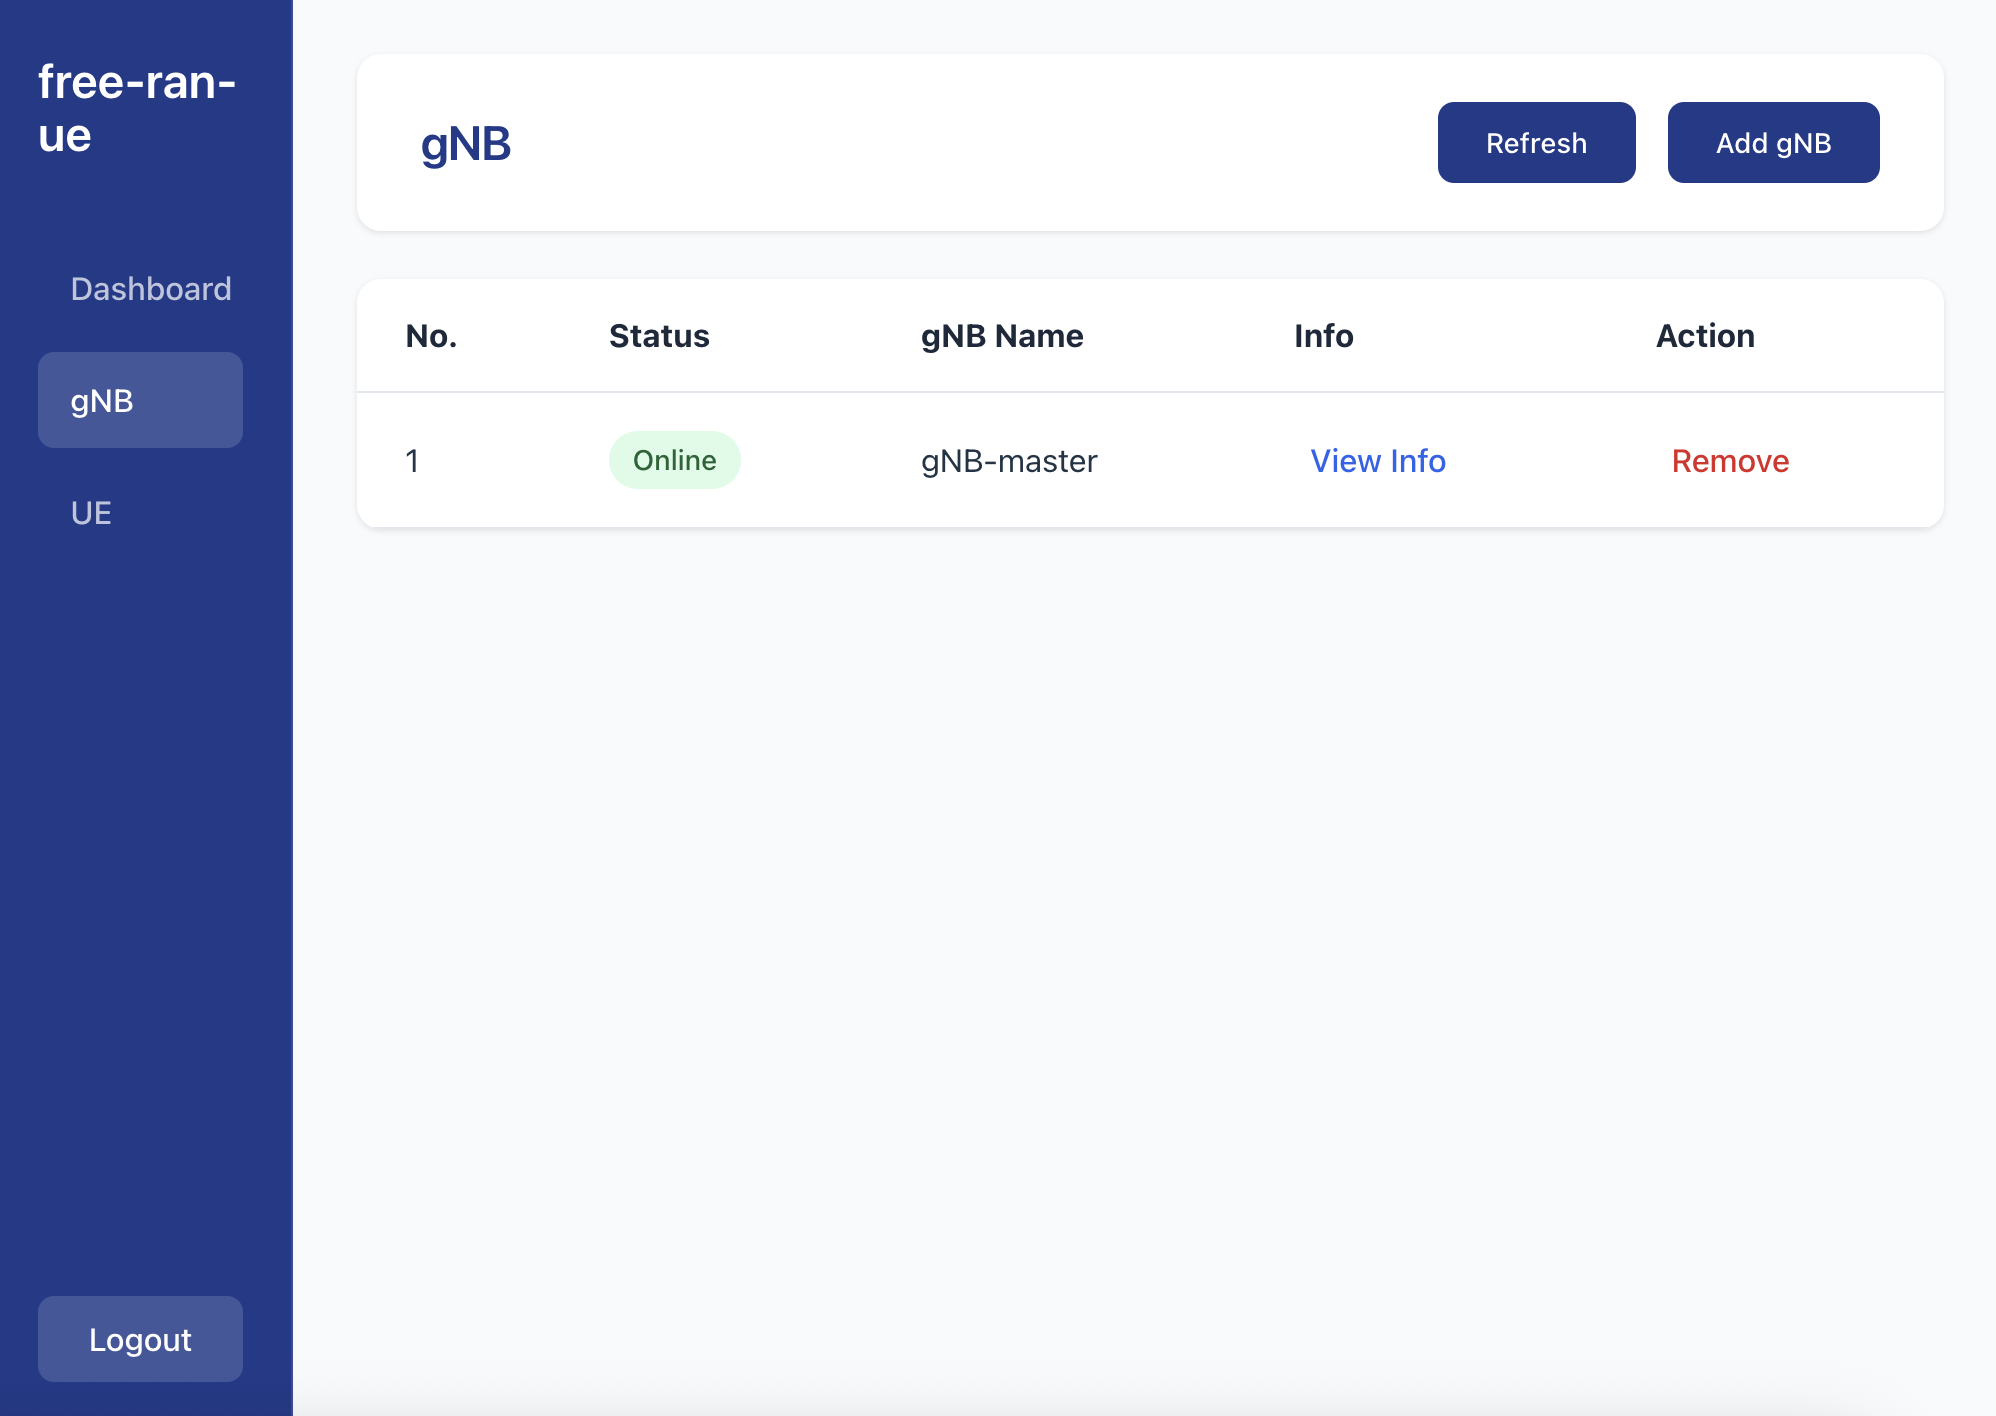 free-ran-
ue
Dashboard
gNB
UE
Logout
gNB
Refresh
Add gNB
No. Status gNB Name Info Action
1 Online gNB-master View Info Remove